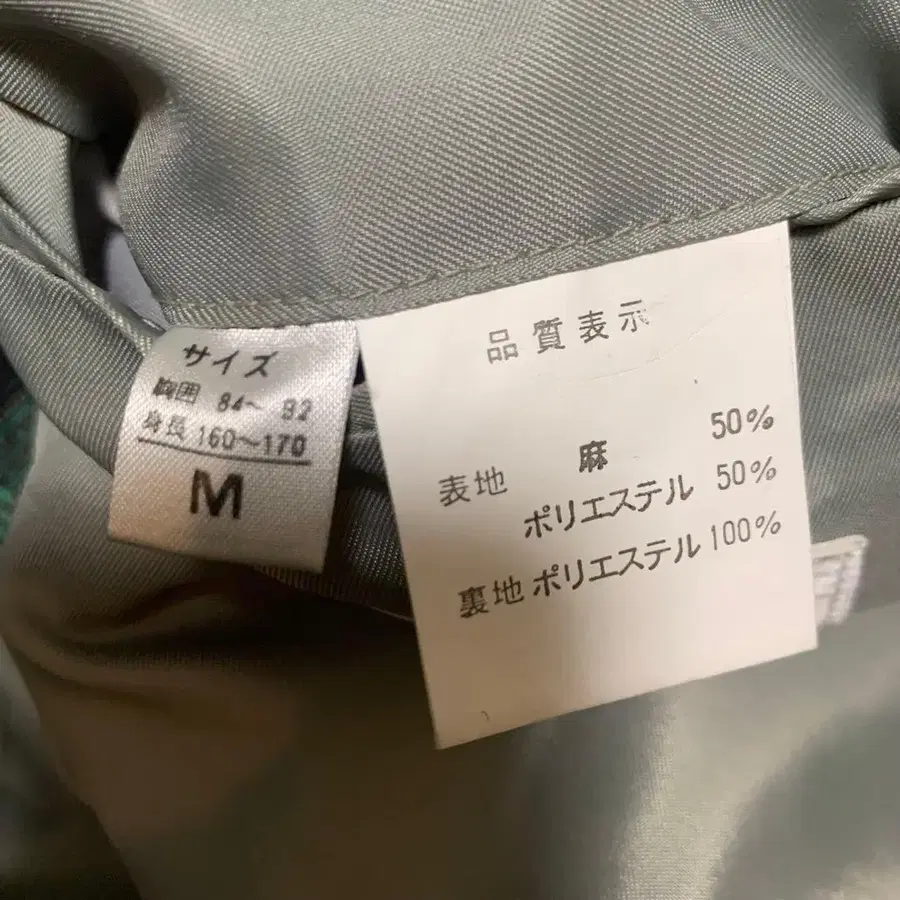 サイズ
胸囲 84～92
身長 160～170
M
品質表示
表地 麻 50%
ポリエステル 50%
裏地 ポリエステル 100%